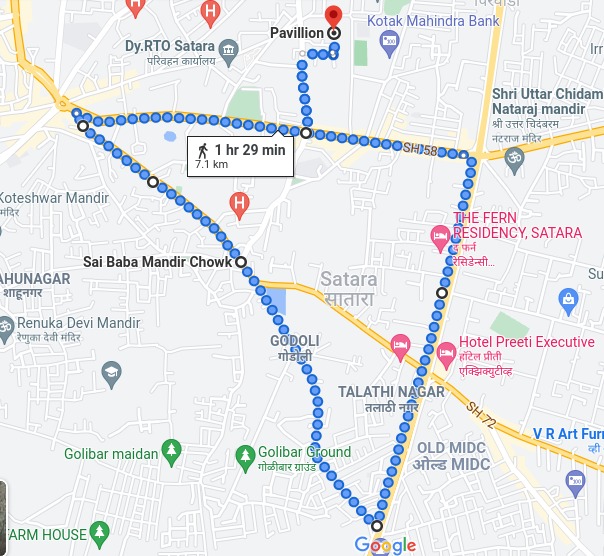 पिरवाडी
Kotak Mahindra Bank
Pavillion
Dy.RTO Satara
परिवहन कार्यालय
H
H
Shri Uttar Chidam
Nataraj mandir
श्री उत्तर चिदंबरम
नटराज मंदिर
SH 58
1 hr 29 min
7.1 km
Koteshwar Mandir
मंदिर
H
THE FERN
RESIDENCY, SATARA
द फर्न
रेसिडेन्सी...
Sai Baba Mandir Chowk
AHUNAGAR
शाहूनगर
Satara
सातारा
Su
Renuka Devi Mandir
रेणुका देवी मंदिर
GODOLI
गोडोली
Hotel Preeti Executive
हॉटेल प्रीती
एक्झिक्युटीव्ह
TALATHI NAGAR
तलाठी नगर
SH 72
V R Art Furn
Golibar maidan
Golibar Ground
गोळीबार ग्राउंड
OLD MIDC
ओल्ड MIDC
FARM HOUSE
Google